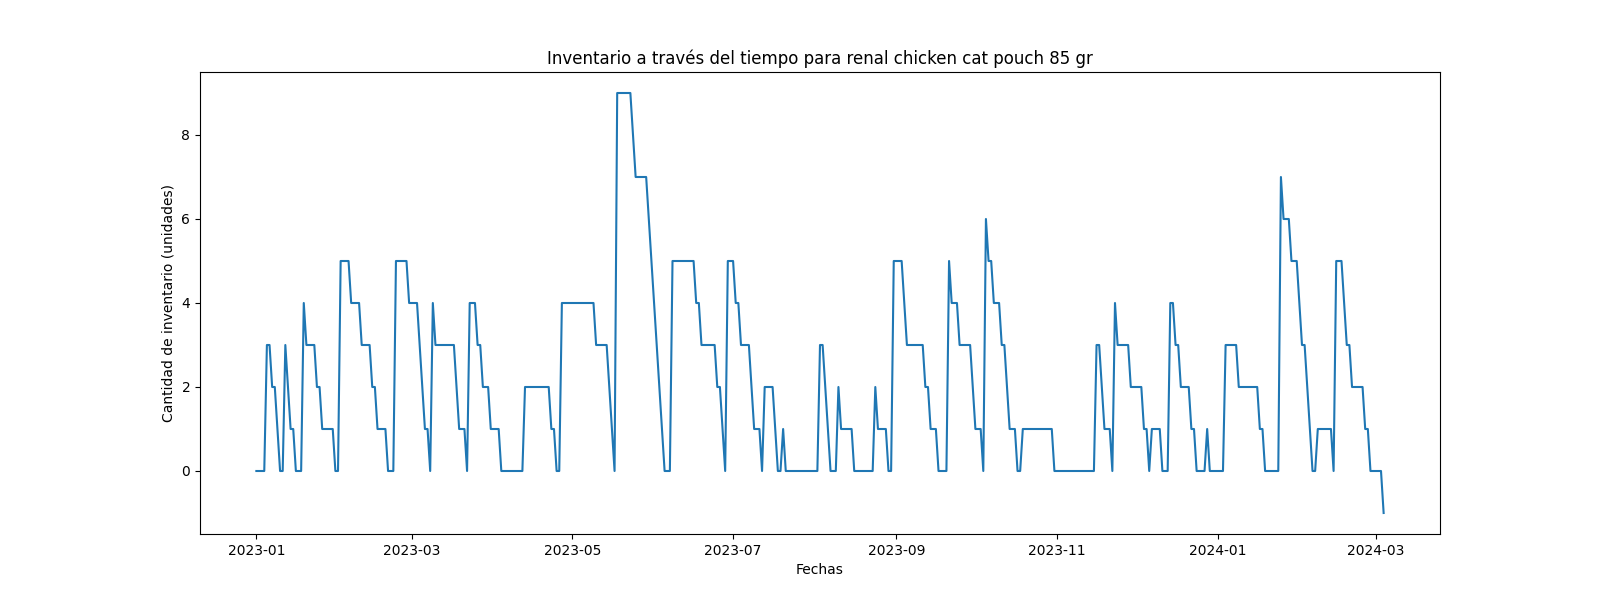 Inventario a través del tiempo para renal chicken cat pouch 85 gr
Cantidad de inventario (unidades)
8
6
4
2
0
2023-01 2023-03 2023-05 2023-07 2023-09 2023-11 2024-01 2024-03
Fechas